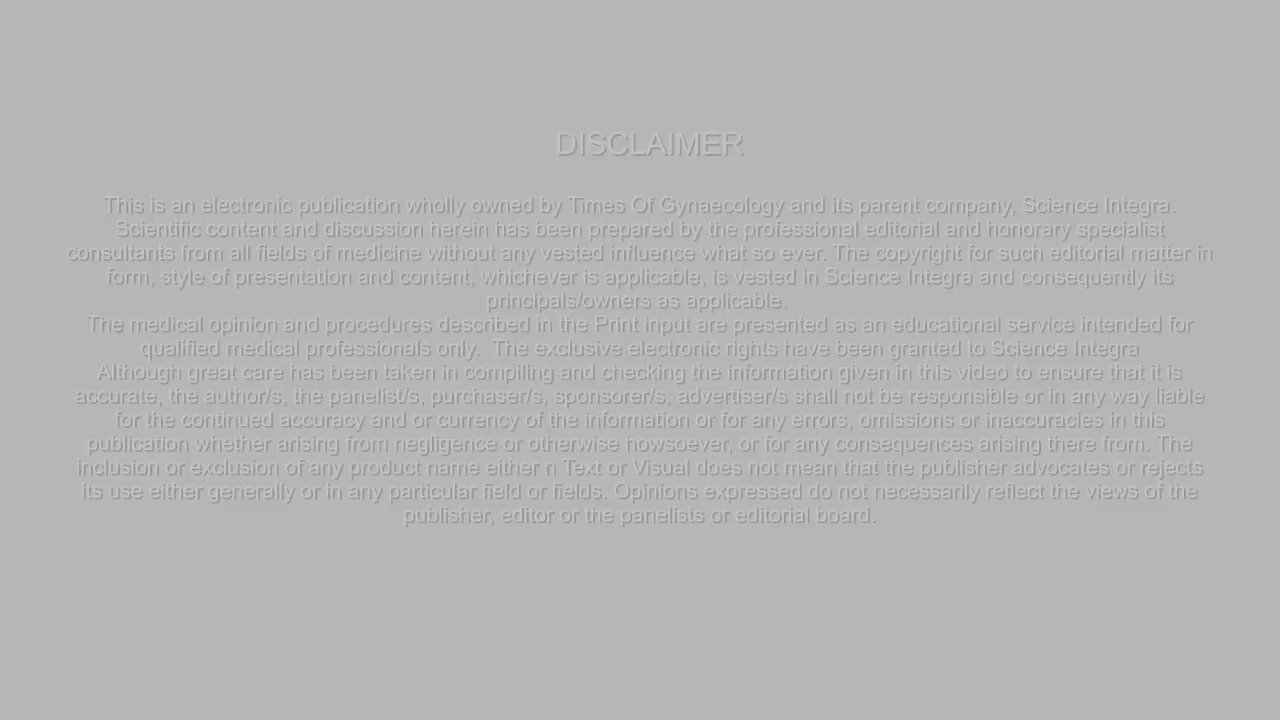 DISCLAIMER
This is an electronic publication wholly owned by Times Of Gynaecology and its parent company, Science Integra.
Scientific content and discussion herein has been prepared by the professional editorial and honorary specialist
consultants from all fields of medicine without any vested influence what so ever. The copyright for such editorial matter in
form, style of presentation and content, whichever is applicable, is vested in Science Integra and consequently its
principals/owners as applicable.
The medical opinion and procedures described in the Print input are presented as an educational service intended for
qualified medical professionals only.  The exclusive electronic rights have been granted to Science Integra
Although great care has been taken in compiling and checking the information given in this video to ensure that it is
accurate, the author/s, the panelist/s, purchaser/s, sponsorer/s, advertiser/s shall not be responsible or in any way liable
for the continued accuracy and or currency of the information or for any errors, omissions or inaccuracies in this
publication whether arising from negligence or otherwise howsoever, or for any consequences arising there from. The
inclusion or exclusion of any product name either n Text or Visual does not mean that the publisher advocates or rejects
its use either generally or in any particular field or fields. Opinions expressed do not necessarily reflect the views of the
publisher, editor or the panelists or editorial board.